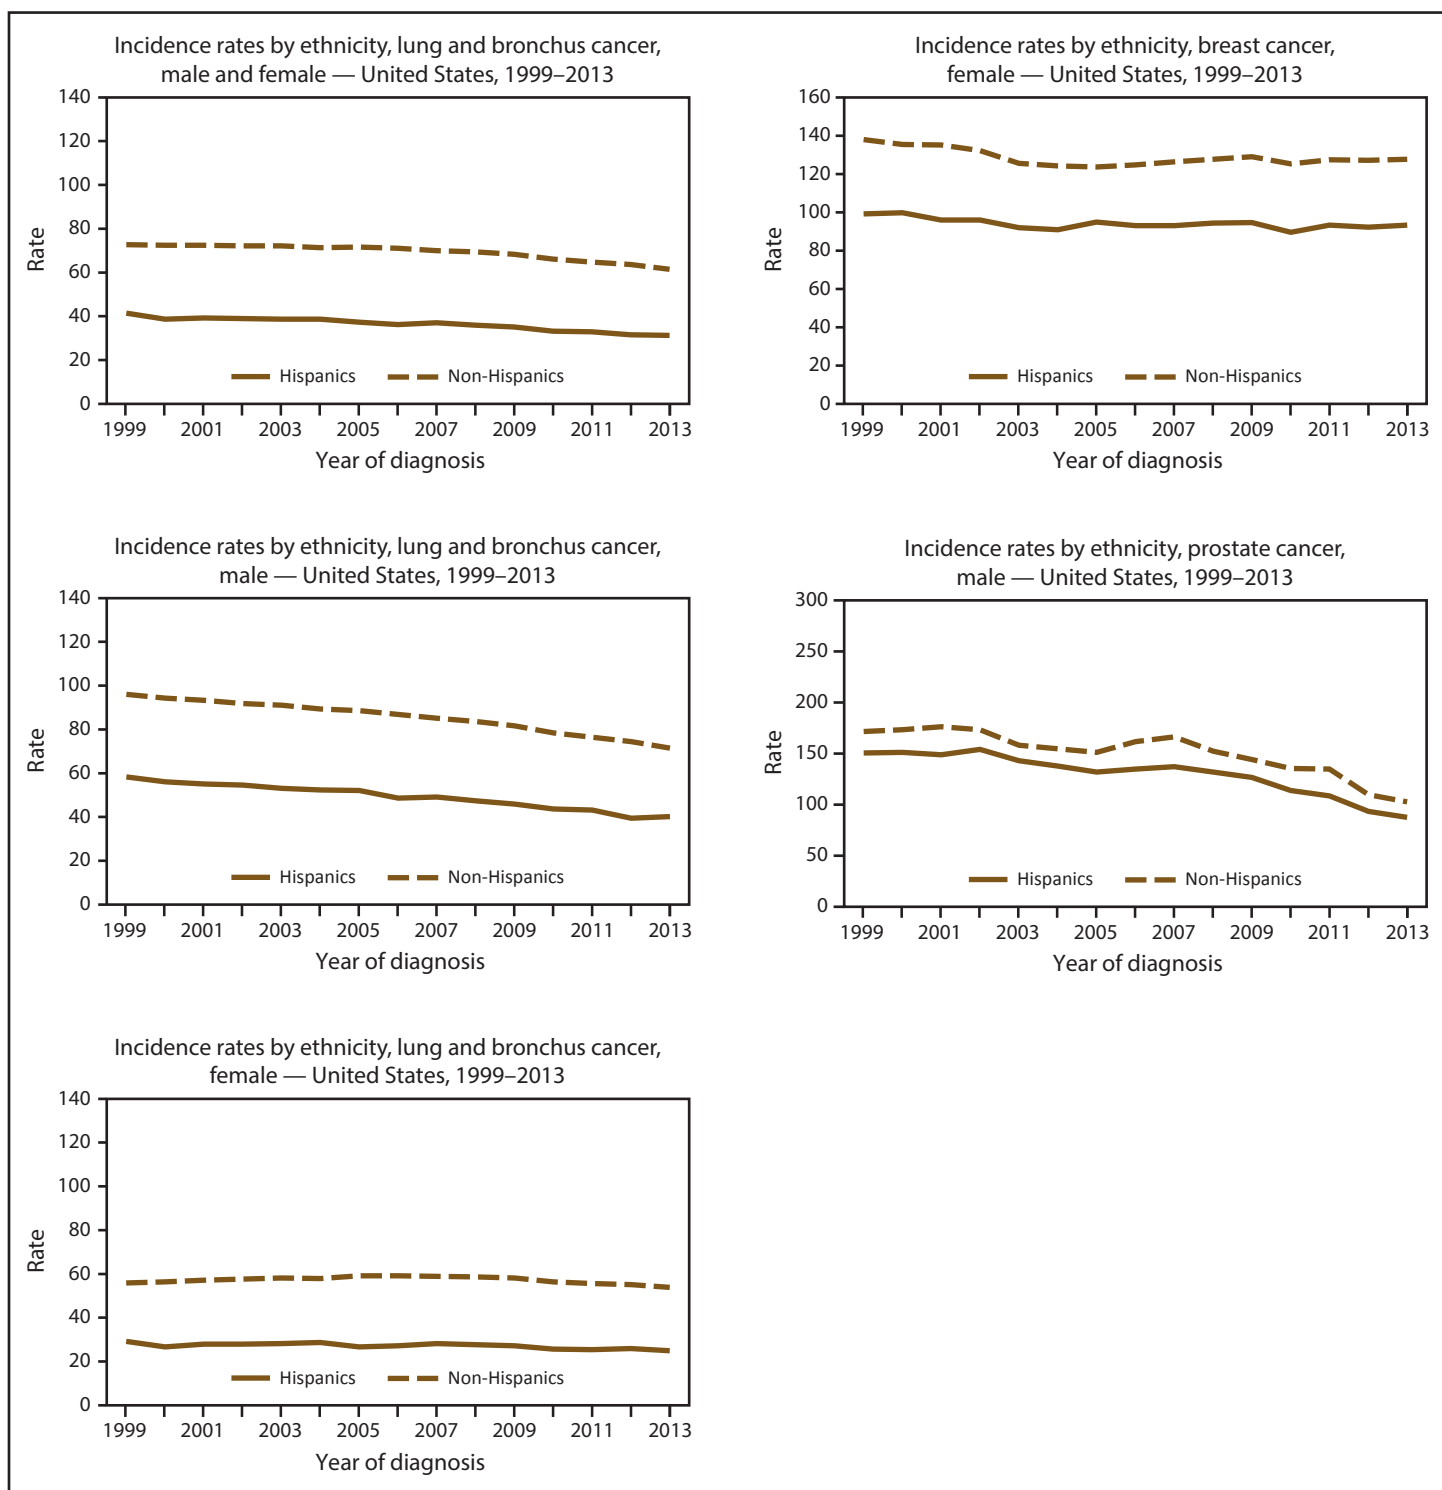 Incidence rates by ethnicity, lung and bronchus cancer,
male and female — United States, 1999–2013
140
120
100
80
60
40
20
0
Rate
Hispanics Non-Hispanics
1999 2001 2003 2005 2007 2009 2011 2013
Year of diagnosis
Incidence rates by ethnicity, breast cancer,
female — United States, 1999–2013
160
140
120
100
80
60
40
20
0
Rate
Hispanics Non-Hispanics
1999 2001 2003 2005 2007 2009 2011 2013
Year of diagnosis
Incidence rates by ethnicity, lung and bronchus cancer,
male — United States, 1999–2013
140
120
100
80
60
40
20
0
Rate
Hispanics Non-Hispanics
1999 2001 2003 2005 2007 2009 2011 2013
Year of diagnosis
Incidence rates by ethnicity, prostate cancer,
male — United States, 1999–2013
300
250
200
150
100
50
0
Rate
Hispanics Non-Hispanics
1999 2001 2003 2005 2007 2009 2011 2013
Year of diagnosis
Incidence rates by ethnicity, lung and bronchus cancer,
female — United States, 1999–2013
140
120
100
80
60
40
20
0
Rate
Hispanics Non-Hispanics
1999 2001 2003 2005 2007 2009 2011 2013
Year of diagnosis